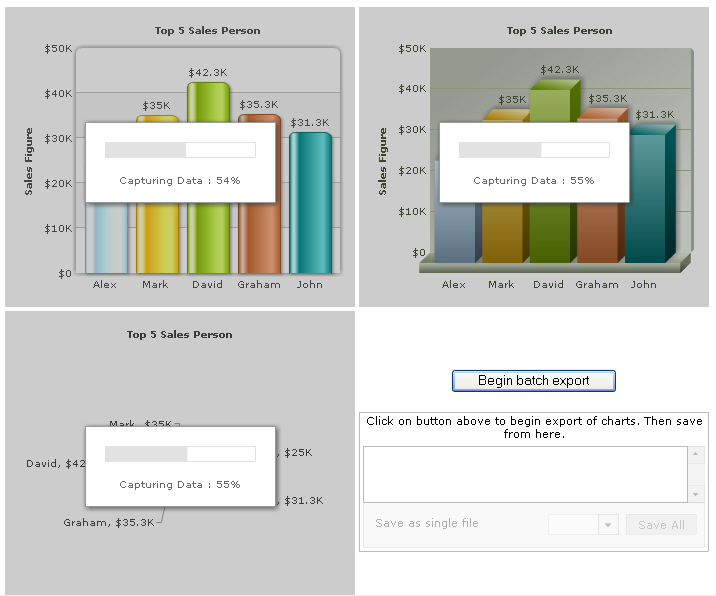 Top 5 Sales Person
$50K
$40K
$30K
$20K
$10K
$0
Sales Figure
$35K
$42.3K
$35.3K
$31.3K
Capturing Data : 54%
Alex
Mark
David
Graham
John
Top 5 Sales Person
$50K
$40K
$30K
$20K
$10K
$0
Sales Figure
$35K
$42.3K
$35.3K
$31.3K
Capturing Data : 55%
Alex
Mark
David
Graham
John
Top 5 Sales Person
Mark, $35K
David, $42
, $25K
, $31.3K
Graham, $35.3K
Capturing Data : 55%
Begin batch export
Click on button above to begin export of charts. Then save
from here.
Save as single file
Save All